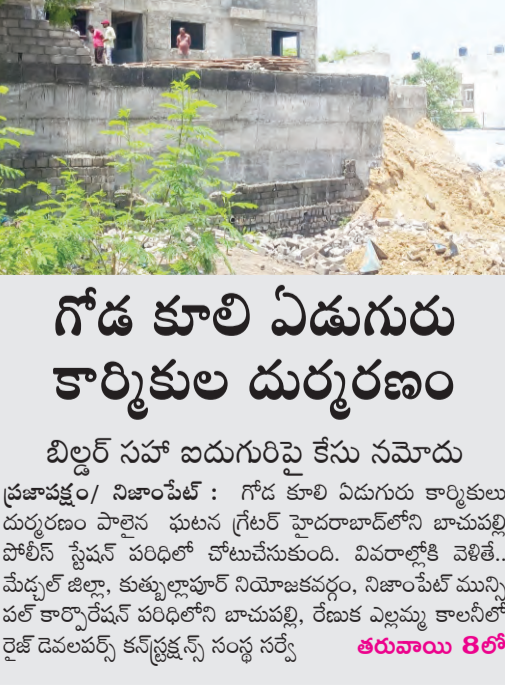 గోడ కూలి ఏడుగురు
కార్మికుల దుర్మరణం
బిల్డర్ సహా ఐదుగురిపై కేసు నమోదు
ప్రజాపక్షం/ నిజాంపేట్ : గోడ కూలి ఏడుగురు కార్మికులు
దుర్మరణం పాలైన ఘటన గ్రేటర్ హైదరాబాద్‌లోని బాచుపల్లి
పోలీస్ స్టేషన్ పరిధిలో చోటుచేసుకుంది. వివరాల్లోకి వెళితే..
మేడ్చల్ జిల్లా, కుత్బుల్లాపూర్ నియోజకవర్గం, నిజాంపేట్ మున్సి
పల్ కార్పొరేషన్ పరిధిలోని బాచుపల్లి, రేణుక ఎల్లమ్మ కాలనీలో
రైజ్ డెవలపర్స్ కన్‌స్ట్రక్షన్స్ సంస్థ సర్వే తరువాయి 8లో